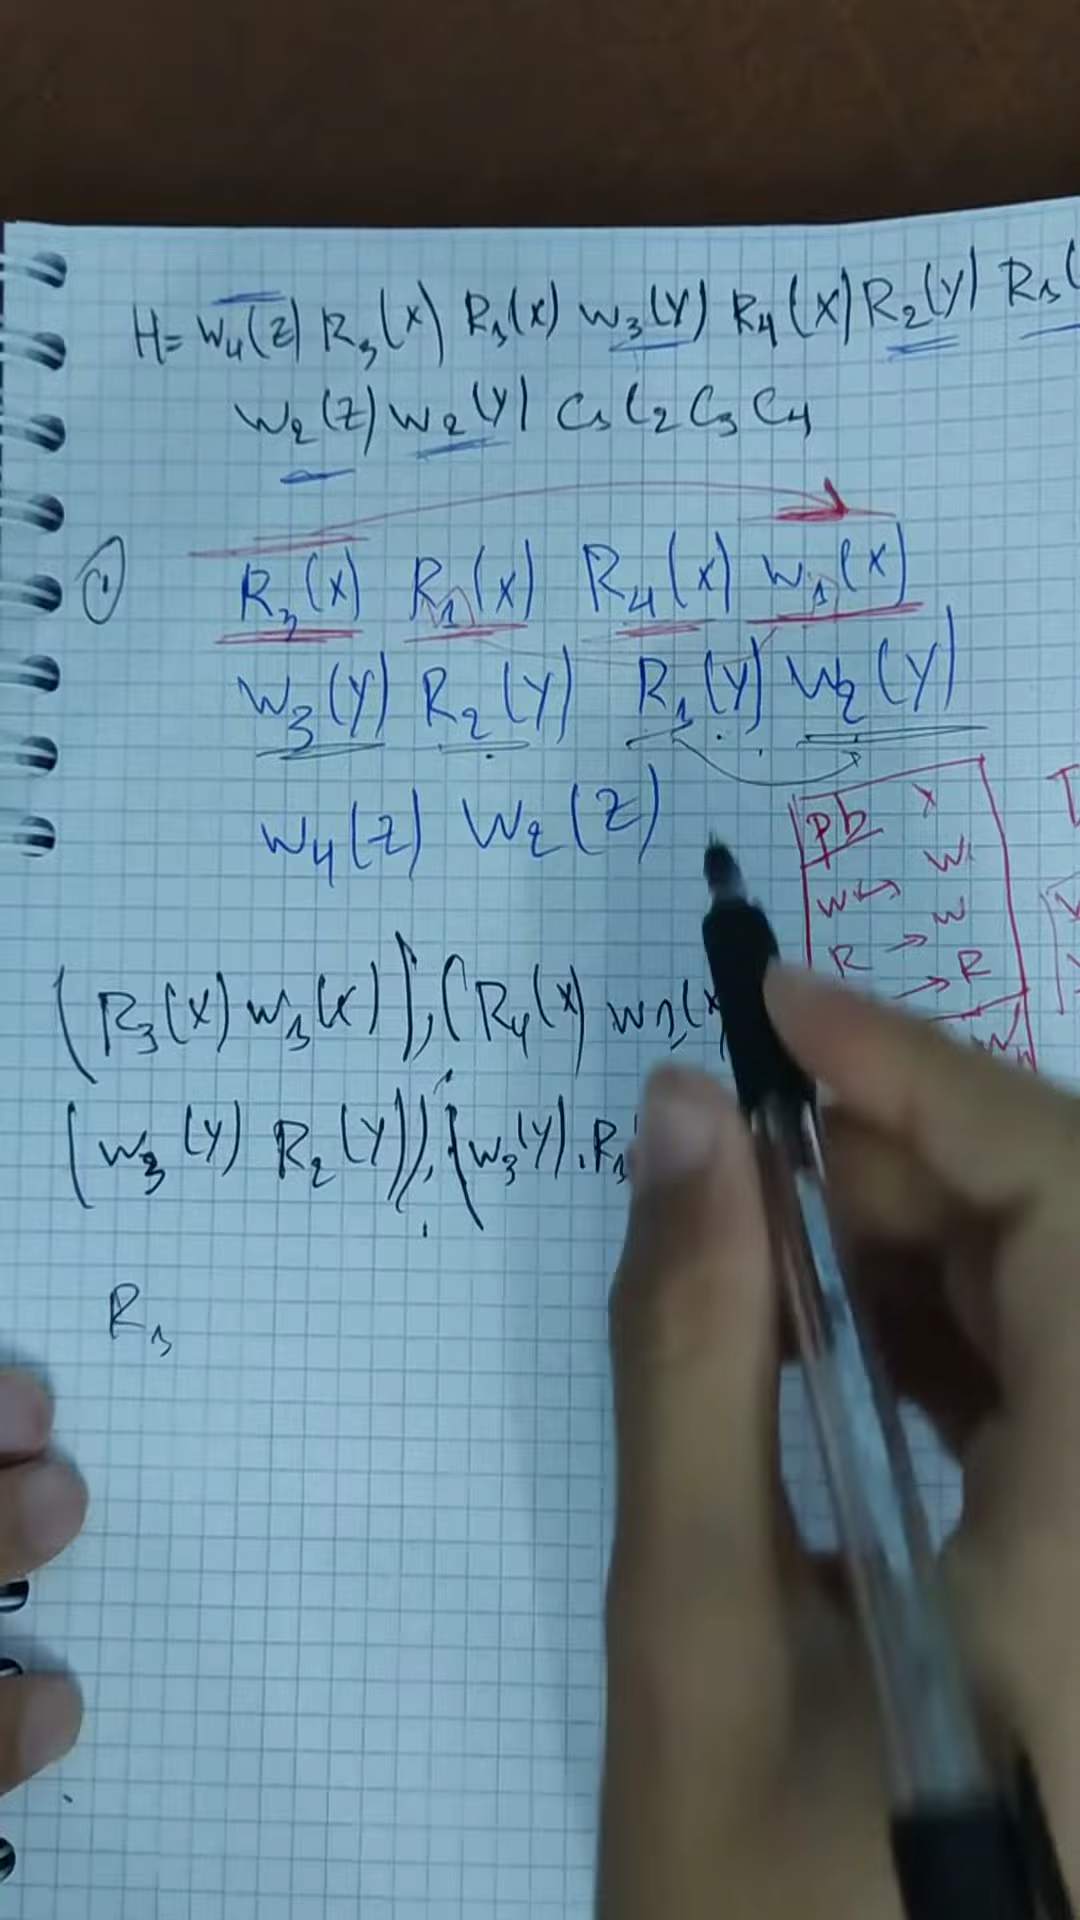 H= W4(z) R3(x) R1(x) W3(y) R4(x) R2(y) R1(
W2(z) W2(y) C1 C2 C3 C4
1 R3(x) R1(x) R4(x) W1(x)
W3(y) R2(y) R1(y) W2(y)
W4(z) W2(z)
pb x
W ↔ W
R → W
→ R
(R3(x) W1(x)), (R4(x) W1(x
(W3(y) R2(y)), (W3(y). R1
R1